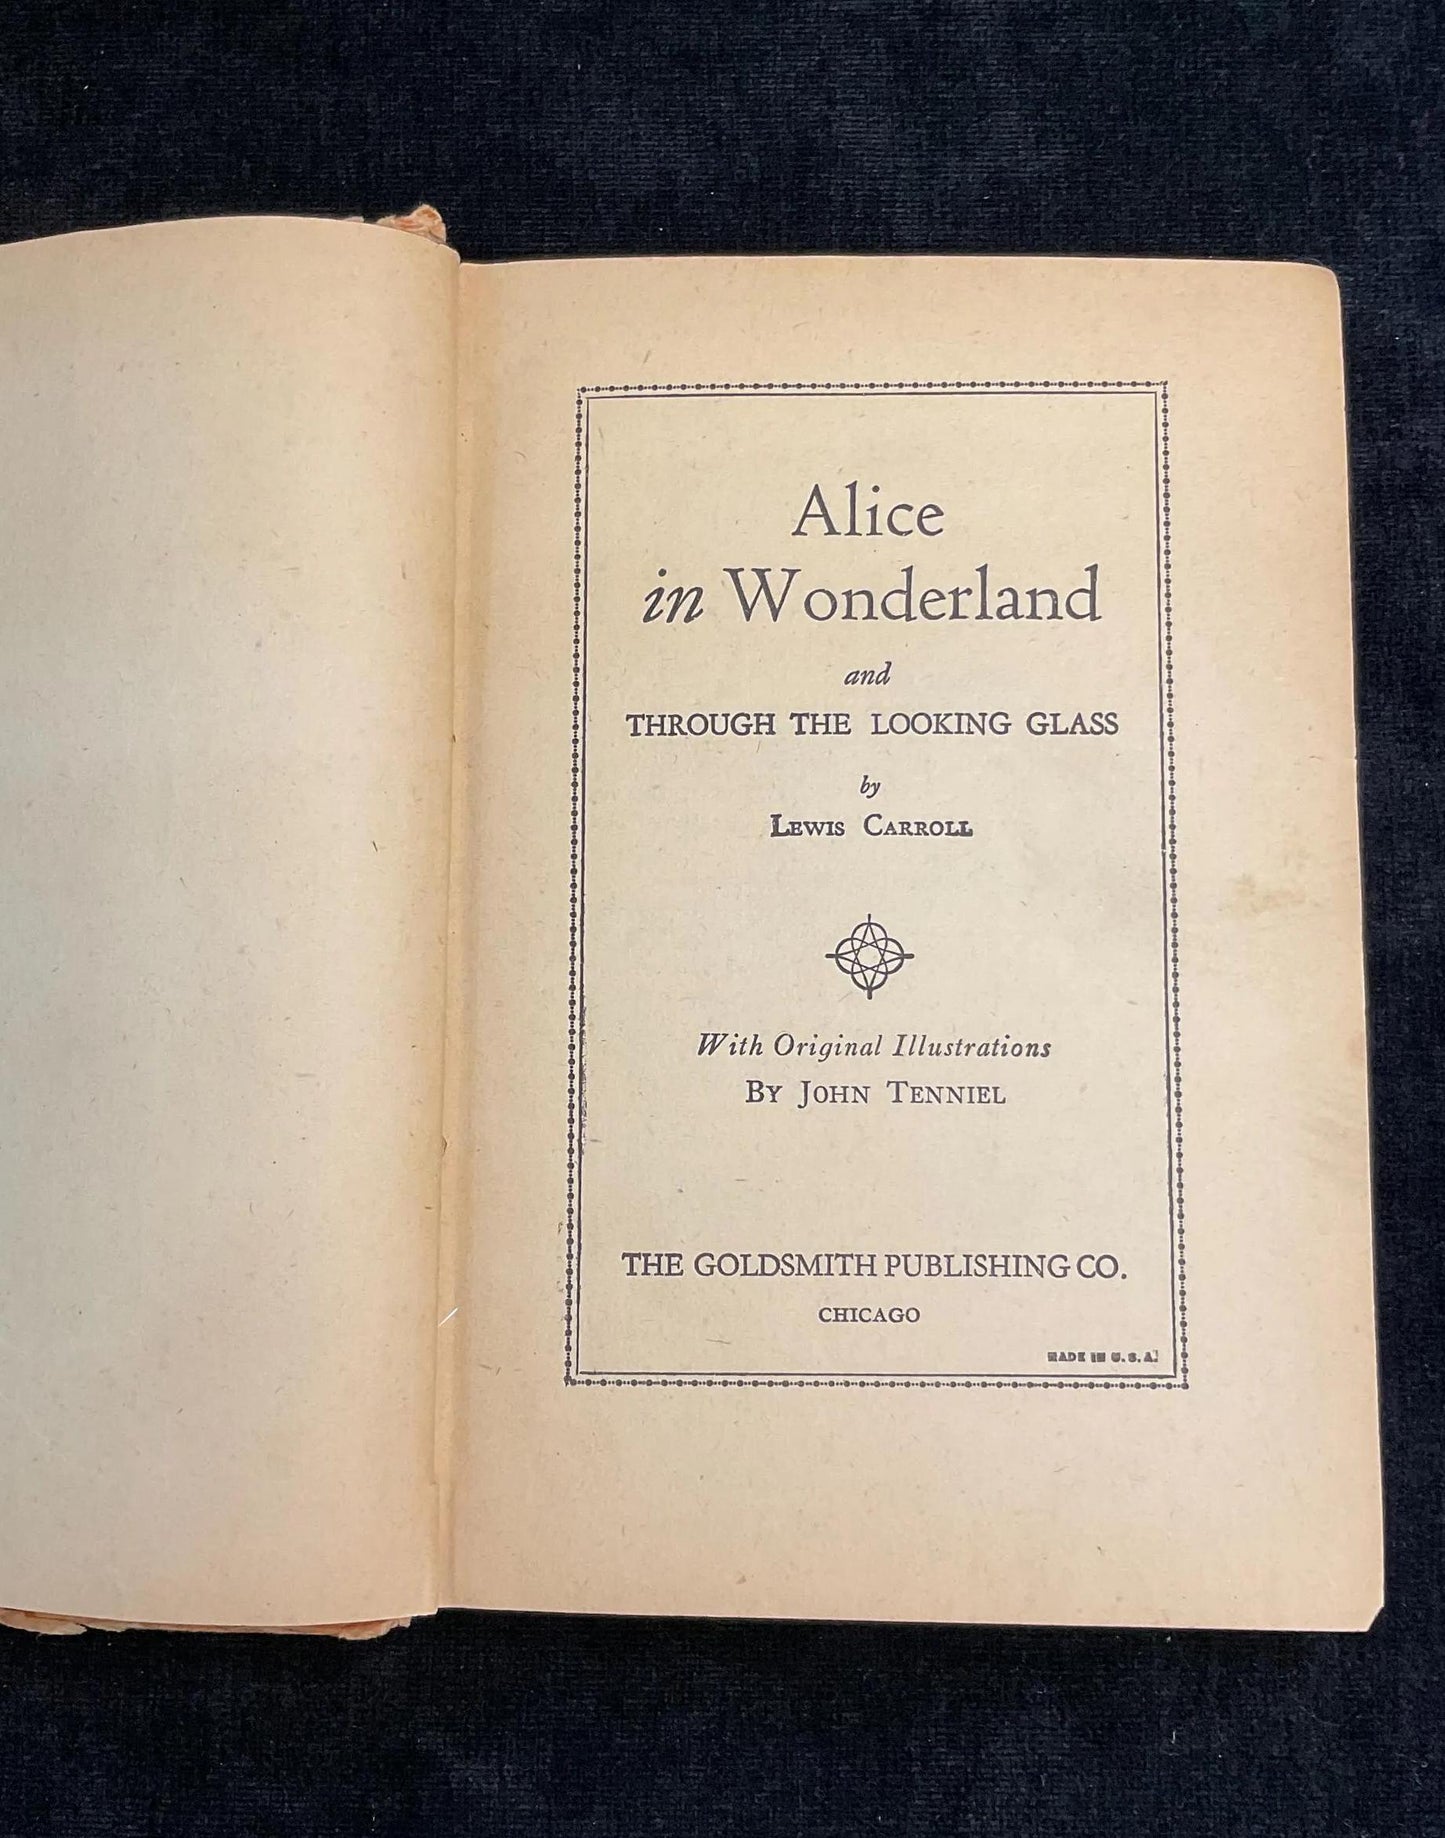 Alice
in Wonderland
and
THROUGH THE LOOKING GLASS
by
LEWIS CARROLL
With Original Illustrations
BY JOHN TENNIEL
THE GOLDSMITH PUBLISHING CO.
CHICAGO
MADE IN U.S.A.